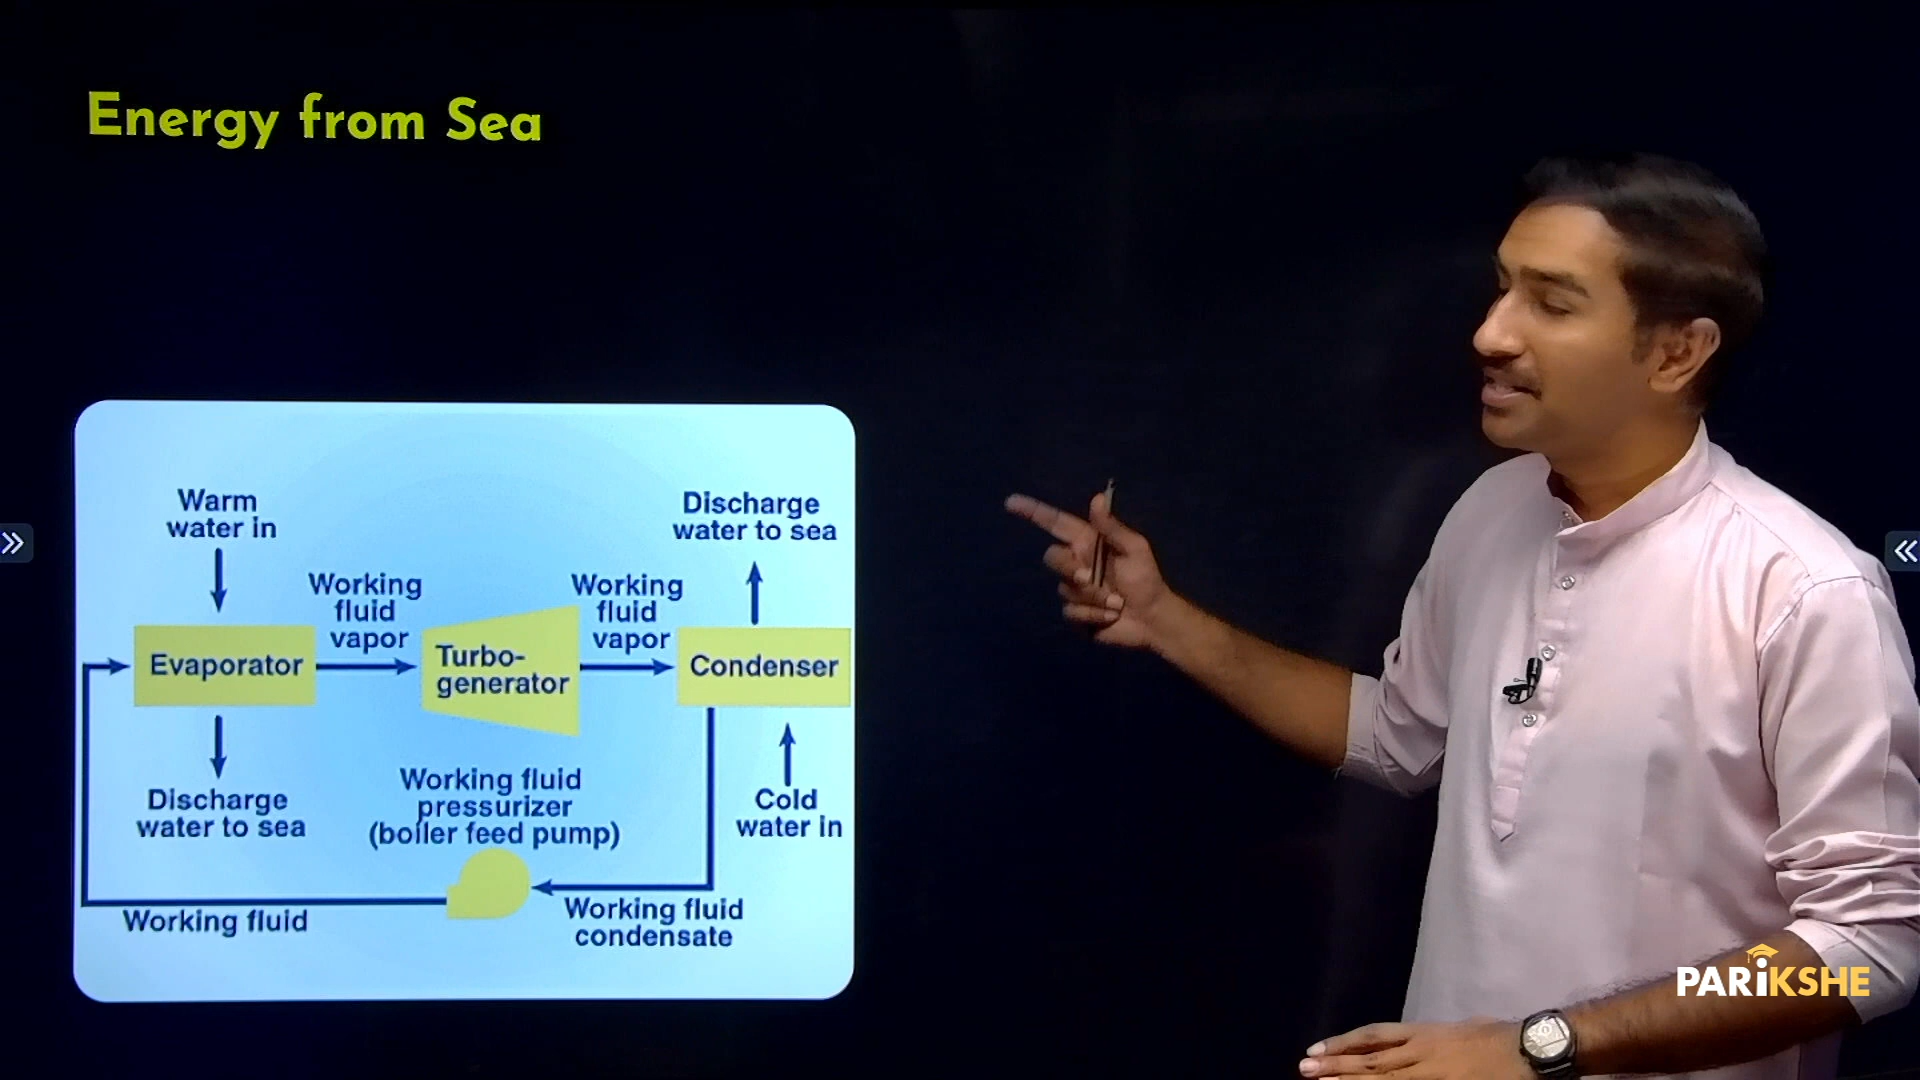 Energy from Sea
Warm
water in
Discharge
water to sea
Working
fluid
vapor
Working
fluid
vapor
Evaporator
Turbo-
generator
Condenser
Discharge
water to sea
Working fluid
pressurizer
(boiler feed pump)
Cold
water in
Working fluid
Working fluid
condensate
PARiKSHE